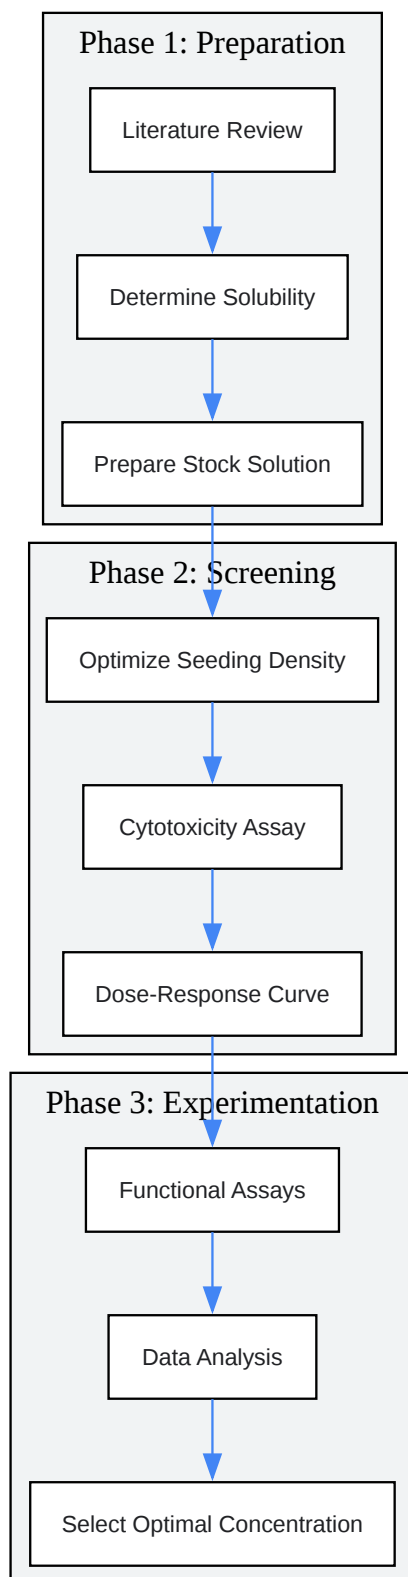 Phase 1: Preparation
Literature Review
Determine Solubility
Prepare Stock Solution
Phase 2: Screening
Optimize Seeding Density
Cytotoxicity Assay
Dose-Response Curve
Phase 3: Experimentation
Functional Assays
Data Analysis
Select Optimal Concentration